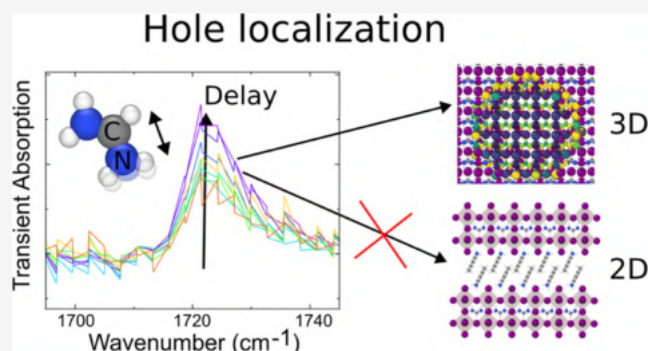 Hole localization
Transient Absorption
Delay
C
N
1700
1720
1740
Wavenumber (cm⁻¹)
3D
2D